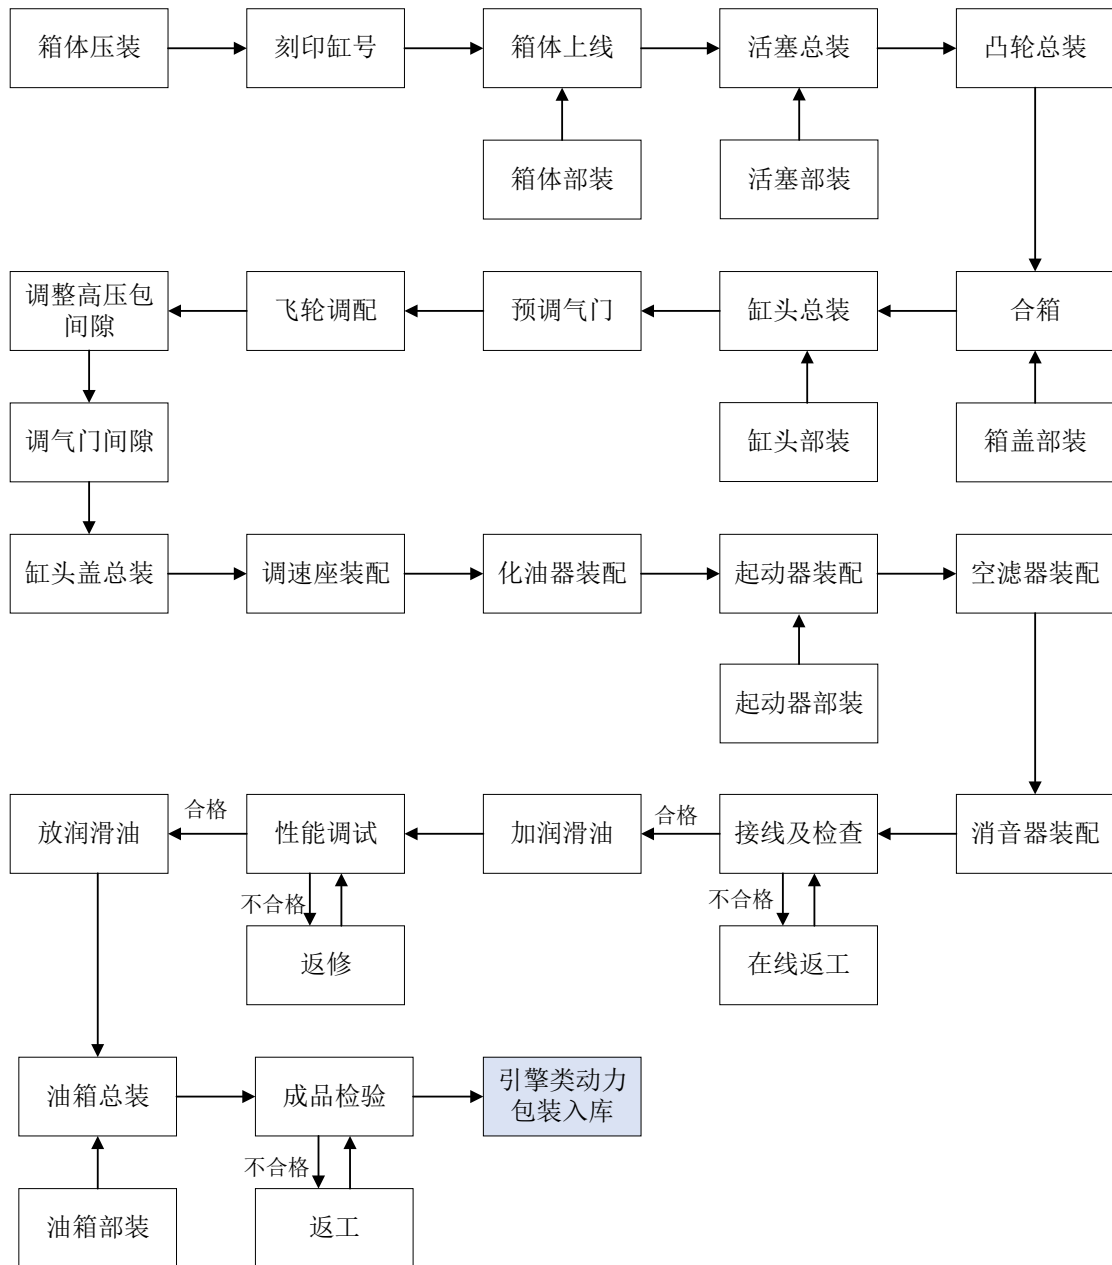 箱体压装
刻印缸号
箱体上线
活塞总装
凸轮总装
箱体部装
活塞部装
调整高压包
间隙
飞轮调配
预调气门
缸头总装
合箱
调气门间隙
缸头部装
箱盖部装
缸头盖总装
调速座装配
化油器装配
起动器装配
空滤器装配
起动器部装
放润滑油
合格
性能调试
加润滑油
合格
接线及检查
消音器装配
不合格
不合格
返修
在线返工
油箱总装
成品检验
引擎类动力
包装入库
不合格
油箱部装
返工